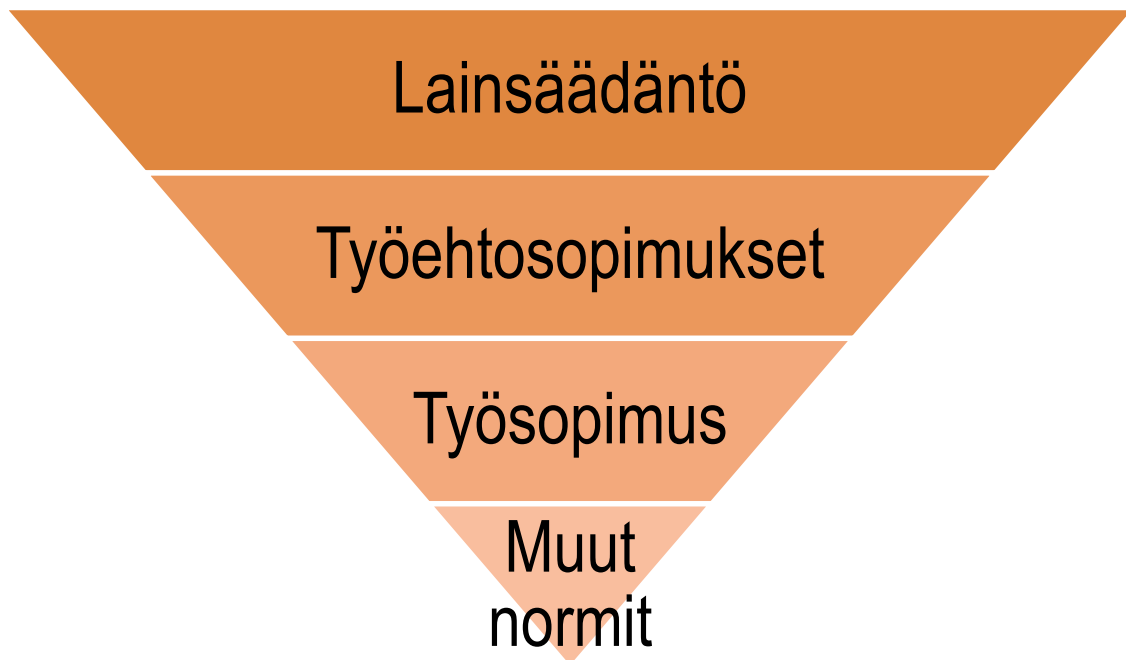 Lainsäädäntö
Työehtosopimukset
Työsopimus
Muut
normit